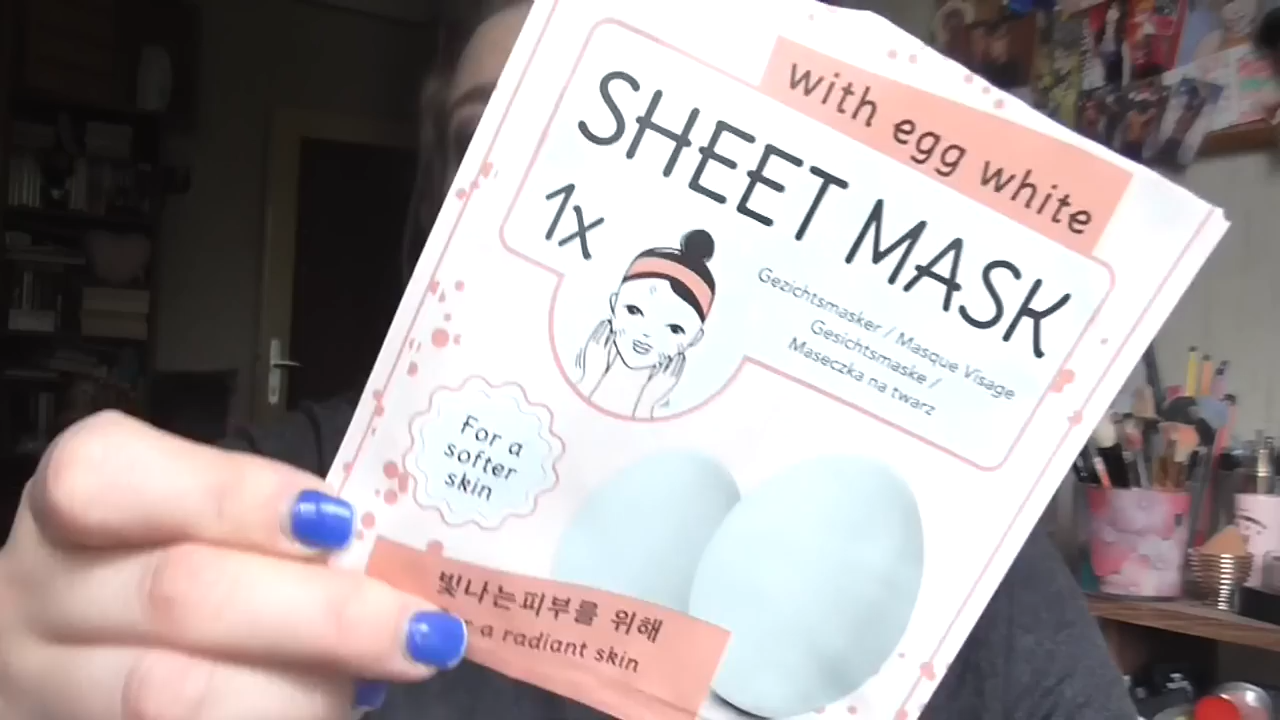 with egg white
SHEET MASK
1x
Gezichtsmasker / Masque Visage
Gesichtsmaske /
Maseczka na twarz
For a
softer
skin
빛나는피부를 위해
a radiant skin